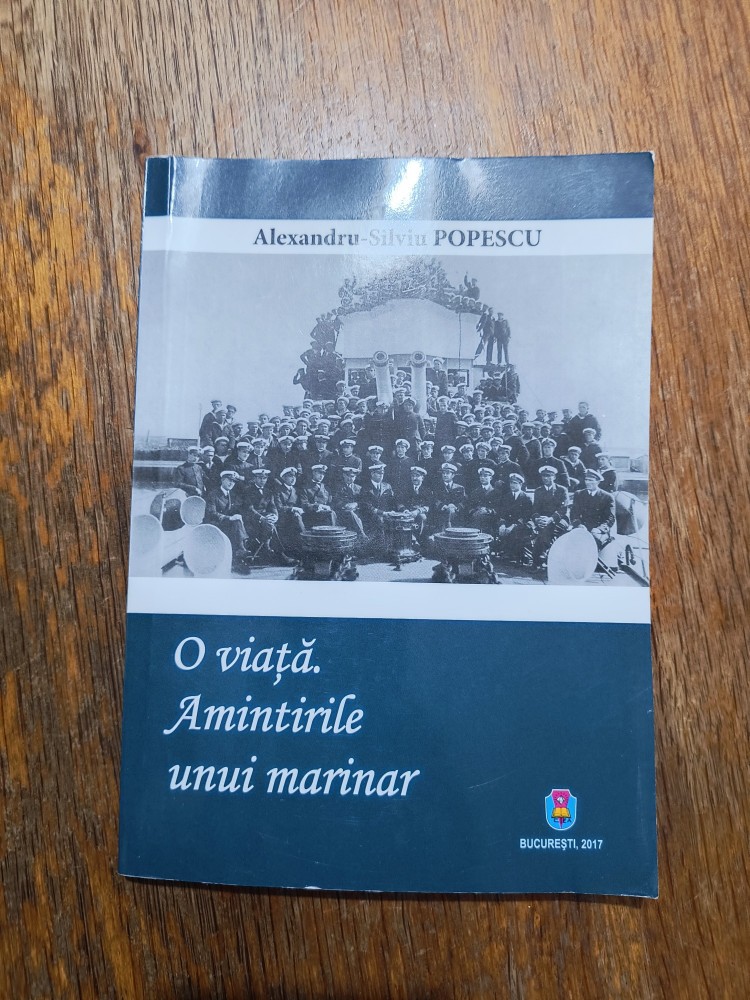 Alexandru-Silviu POPESCU
O viață.
Amintirile
unui marinar
BUCUREȘTI, 2017